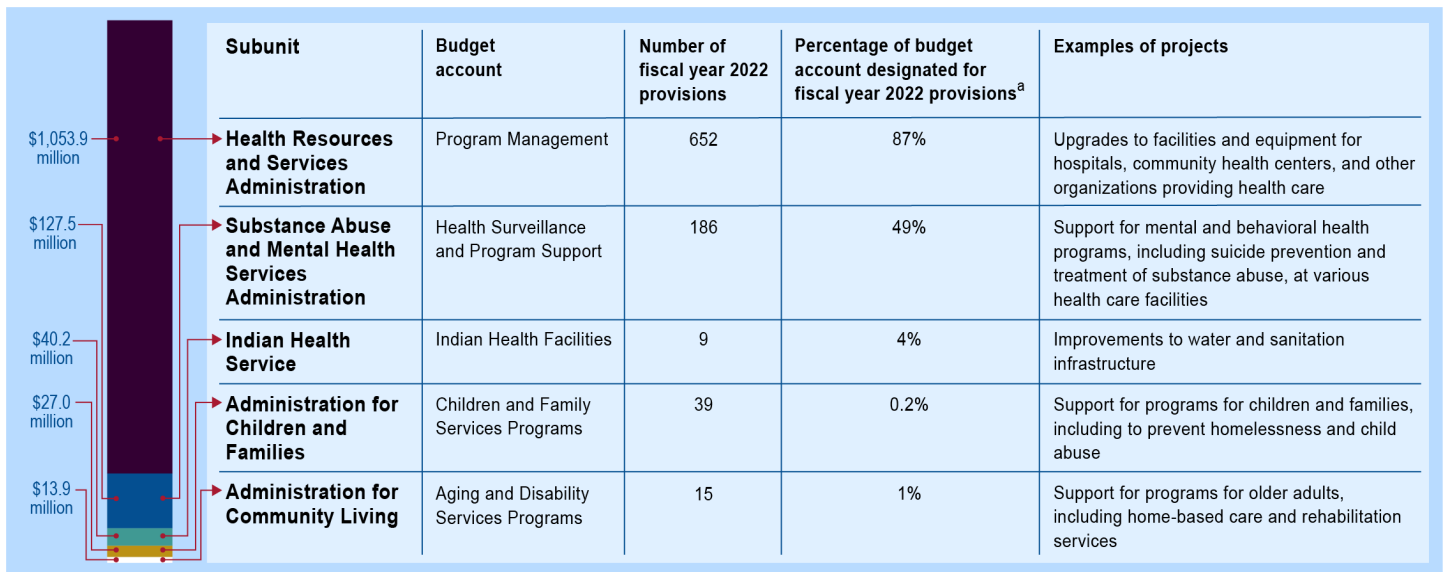 Subunit
Budget
account
Number of
fiscal year 2022
provisions
Percentage of budget
account designated for
fiscal year 2022 provisionsa
Examples of projects
$1,053.9
million
Health Resources
and Services
Administration
Program Management
652
87%
Upgrades to facilities and equipment for
hospitals, community health centers, and other
organizations providing health care
$127.5
million
Substance Abuse
and Mental Health
Services
Administration
Health Surveillance
and Program Support
186
49%
Support for mental and behavioral health
programs, including suicide prevention and
treatment of substance abuse, at various
health care facilities
$40.2
million
Indian Health
Service
Indian Health Facilities
9
4%
Improvements to water and sanitation
infrastructure
$27.0
million
Administration for
Children and
Families
Children and Family
Services Programs
39
0.2%
Support for programs for children and families,
including to prevent homelessness and child
abuse
$13.9
million
Administration for
Community Living
Aging and Disability
Services Programs
15
1%
Support for programs for older adults,
including home-based care and rehabilitation
services